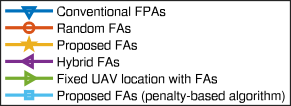 Conventional FPAs
Random FAs
Proposed FAs
Hybrid FAs
Fixed UAV location with FAs
Proposed FAs (penalty-based algorithm)